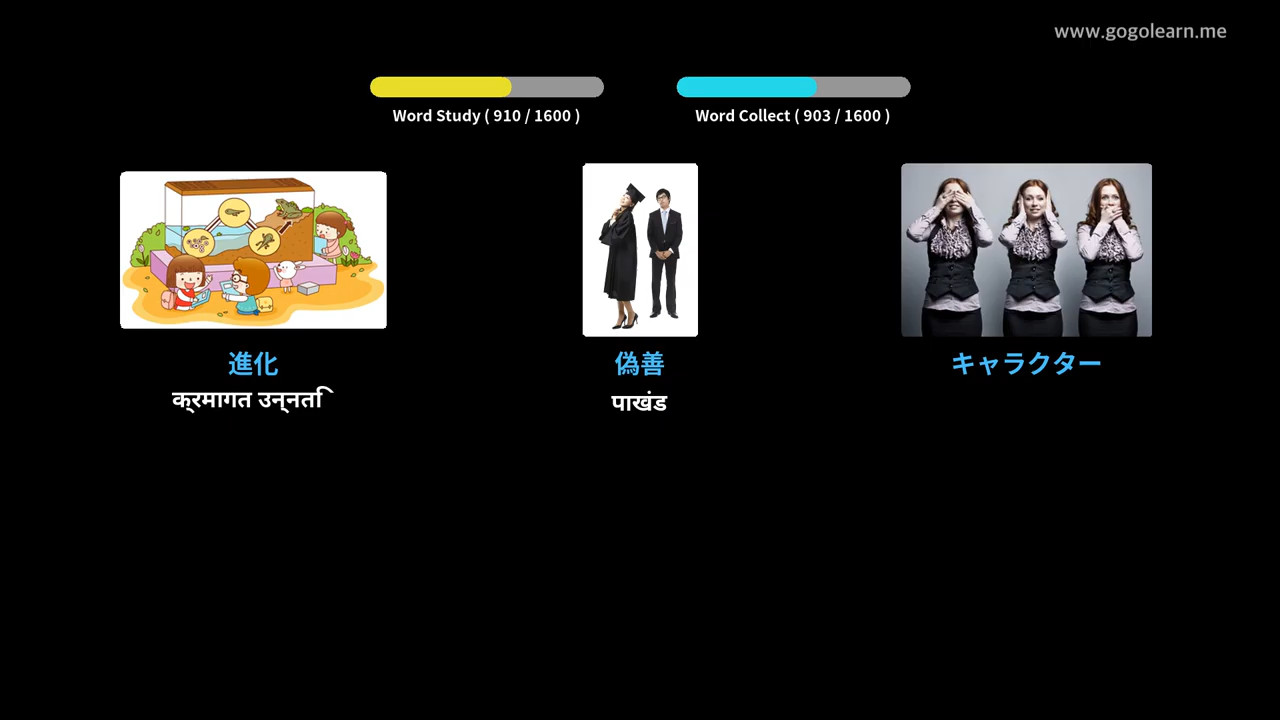 www.gogolearn.me
Word Study ( 910 / 1600 )
Word Collect ( 903 / 1600 )
進化
偽善
キャラクター
क्रमागत उन्नति
पाखंड